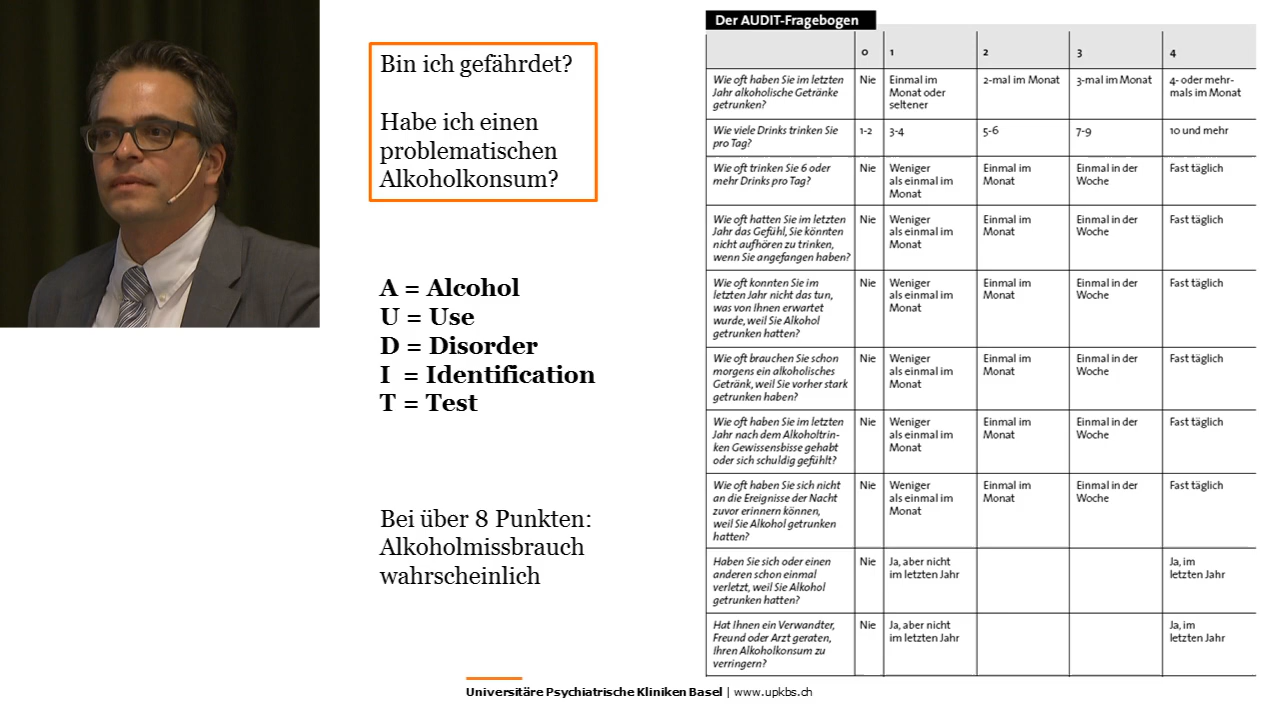 Bin ich gefährdet?
Habe ich einen
problematischen
Alkoholkonsum?
A = Alcohol
U = Use
D = Disorder
I = Identification
T = Test
Bei über 8 Punkten:
Alkoholmissbrauch
wahrscheinlich
Der AUDIT-Fragebogen
0 1 2 3 4
Wie oft haben Sie im letzten
Jahr alkoholische Getränke
getrunken?
Nie
Einmal im
Monat oder
seltener
2-mal im Monat
3-mal im Monat
4- oder mehr-
mals im Monat
Wie viele Drinks trinken Sie
pro Tag?
1-2
3-4
5-6
7-9
10 und mehr
Wie oft trinken Sie 6 oder
mehr Drinks pro Tag?
Nie
Weniger
als einmal im
Monat
Einmal im
Monat
Einmal in der
Woche
Fast täglich
Wie oft hatten Sie im letzten
Jahr das Gefühl, Sie könnten
nicht aufhören zu trinken,
wenn Sie angefangen haben?
Nie
Weniger
als einmal im
Monat
Einmal im
Monat
Einmal in der
Woche
Fast täglich
Wie oft konnten Sie im
letzten Jahr nicht das tun,
was von Ihnen erwartet
wurde, weil Sie Alkohol
getrunken hatten?
Nie
Weniger
als einmal im
Monat
Einmal im
Monat
Einmal in der
Woche
Fast täglich
Wie oft brauchen Sie schon
morgens ein alkoholisches
Getränk, weil Sie vorher stark
getrunken haben?
Nie
Weniger
als einmal im
Monat
Einmal im
Monat
Einmal in der
Woche
Fast täglich
Wie oft haben Sie im letzten
Jahr nach dem Alkoholtrin-
ken Gewissensbisse gehabt
oder sich schuldig gefühlt?
Nie
Weniger
als einmal im
Monat
Einmal im
Monat
Einmal in der
Woche
Fast täglich
Wie oft haben Sie sich nicht
an die Ereignisse der Nacht
zuvor erinnern können,
weil Sie Alkohol getrunken
hatten?
Nie
Weniger
als einmal im
Monat
Einmal im
Monat
Einmal in der
Woche
Fast täglich
Haben Sie sich oder einen
anderen schon einmal
verletzt, weil Sie Alkohol
getrunken hatten?
Nie
Ja, aber nicht
im letzten Jahr
Ja, im
letzten Jahr
Hat Ihnen ein Verwandter,
Freund oder Arzt geraten,
Ihren Alkoholkonsum zu
verringern?
Nie
Ja, aber nicht
im letzten Jahr
Ja, im
letzten Jahr
Universitäre Psychiatrische Kliniken Basel | www.upkbs.ch